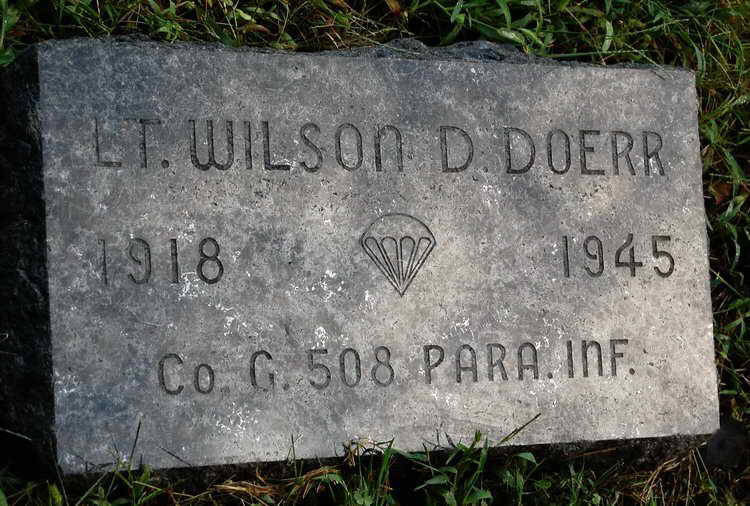 LT. WILSON D. DOERR
1918 1945
Co. G. 508 PARA. INF.